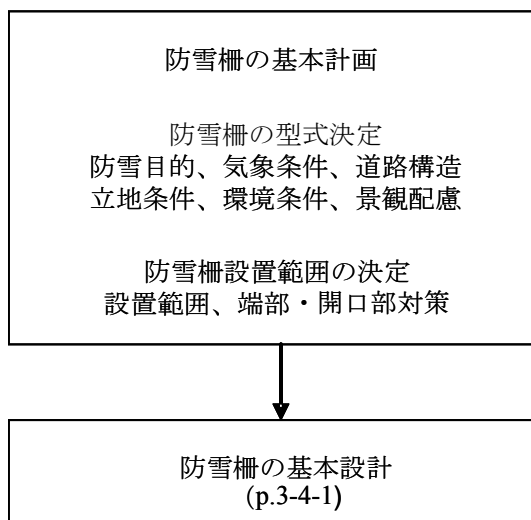 防雪柵の基本計画
防雪柵の型式決定
防雪目的、気象条件、道路構造
立地条件、環境条件、景観配慮
防雪柵設置範囲の決定
設置範囲、端部・開口部対策
防雪柵の基本設計
(p.3-4-1)